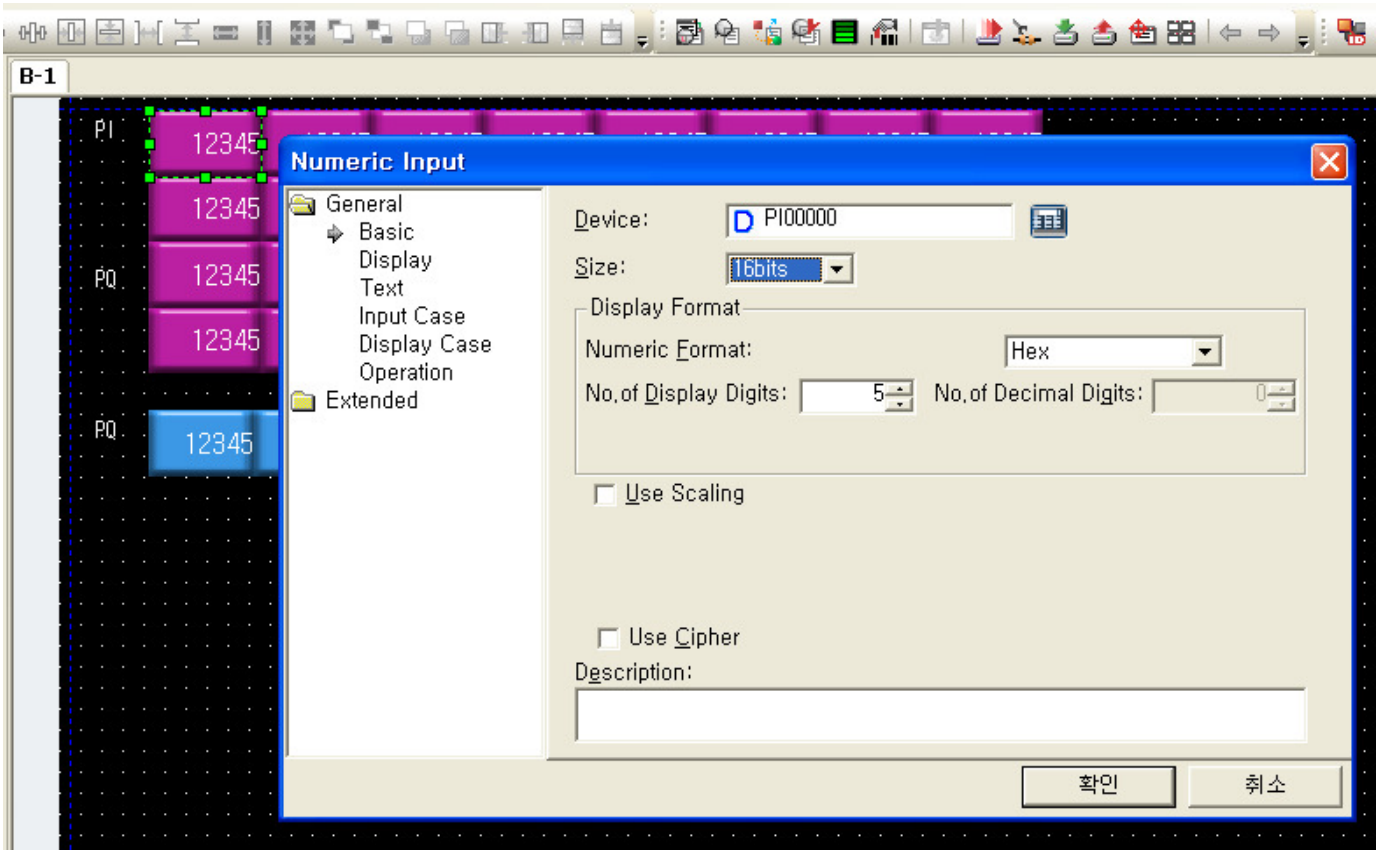 B-1
PI
12345
Numeric Input
General
Basic
Display
Text
Input Case
Display Case
Operation
Extended
Device:
D PI00000
Size:
16bits
Display Format
Numeric Format:
Hex
No,of Display Digits:
5
No,of Decimal Digits:
0
Use Scaling
Use Cipher
Description:
확인
취소
12345
PQ
12345
12345
PQ
12345